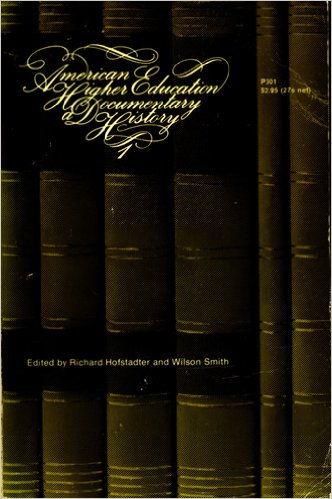 American
Higher Education
a Documentary
History
1
P301
$2.95 (27s net)
Edited by Richard Hofstadter and Wilson Smith